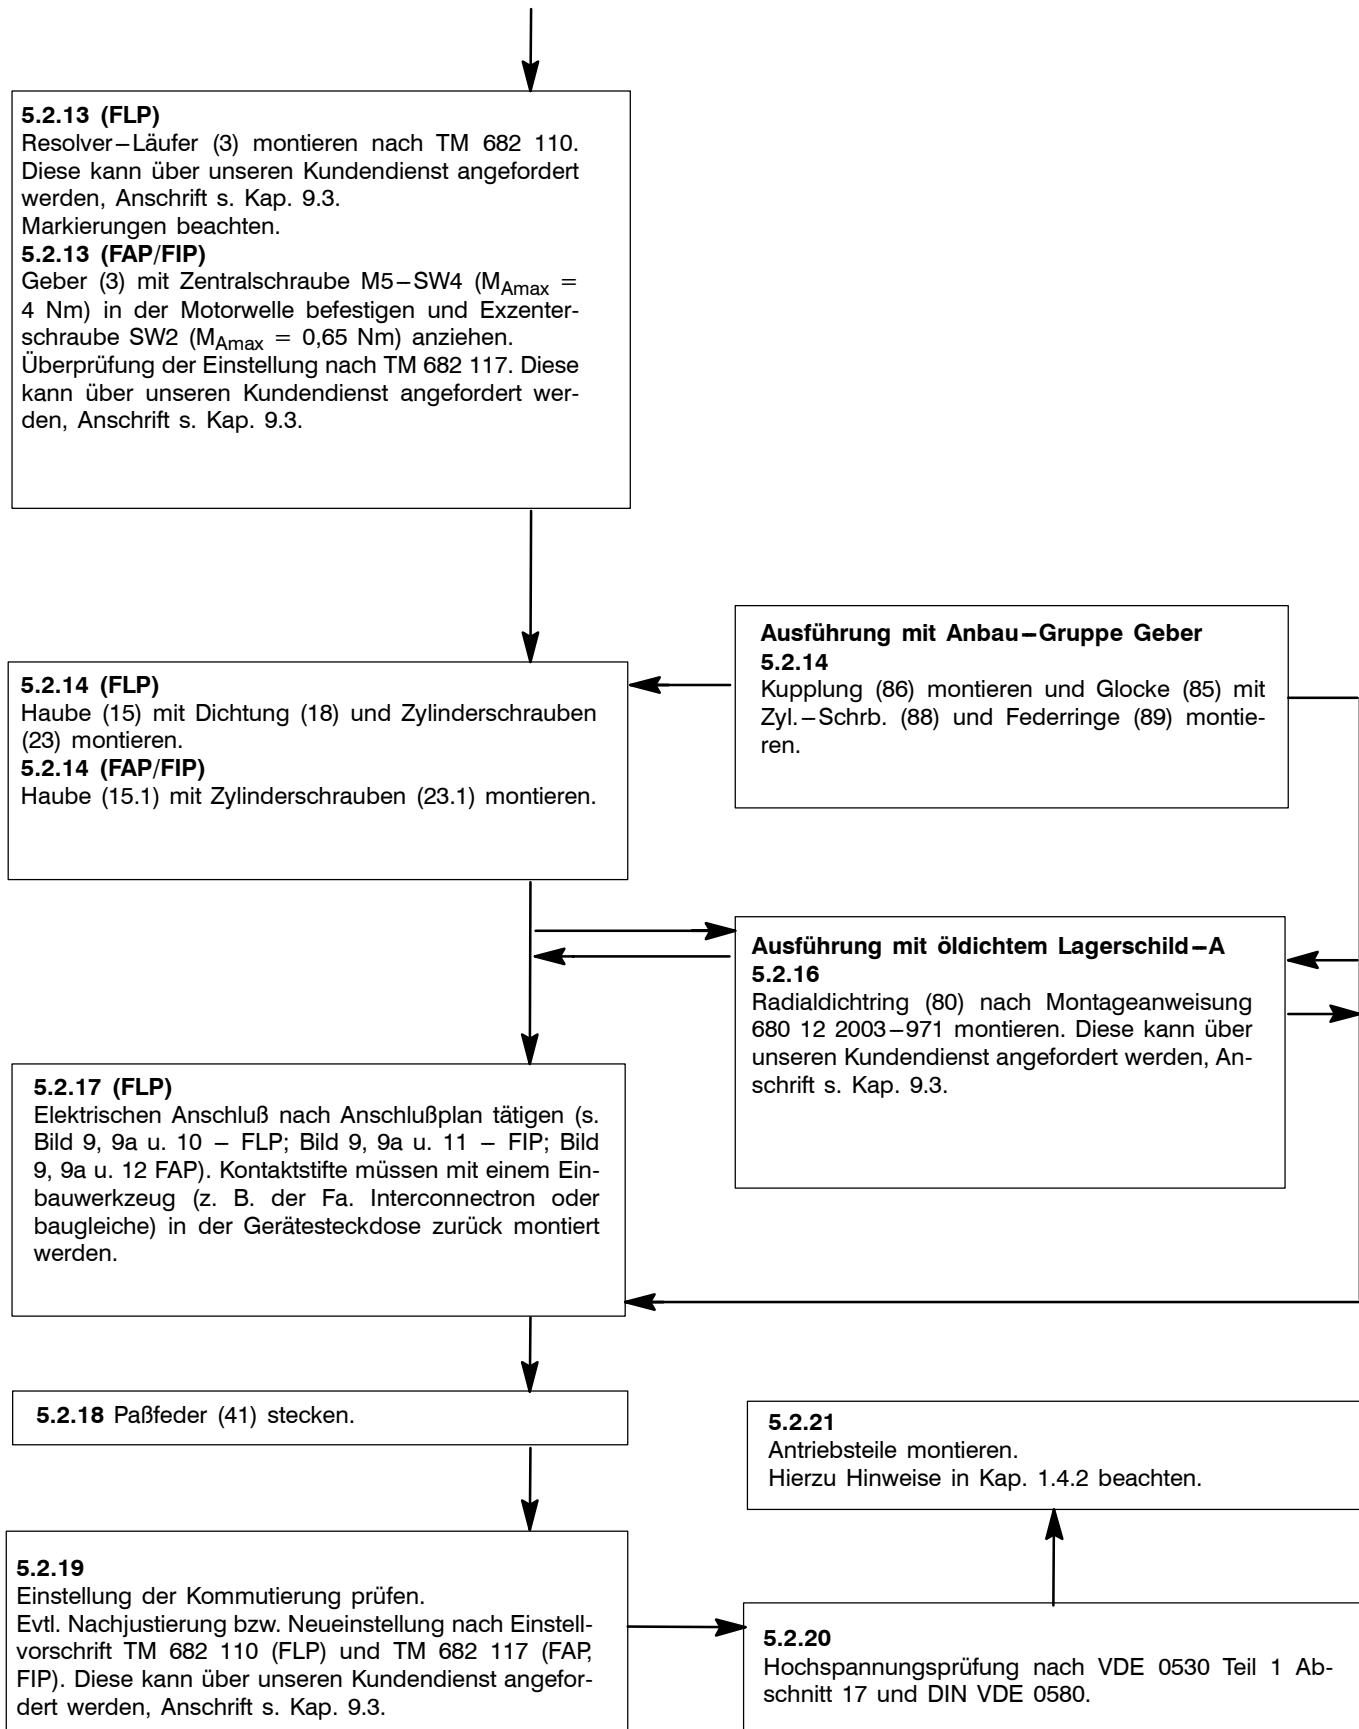 5.2.13 (FLP)
Resolver–Läufer (3) montieren nach TM 682 110.
Diese kann über unseren Kundendienst angefordert
werden, Anschrift s. Kap. 9.3.
Markierungen beachten.
5.2.13 (FAP/FIP)
Geber (3) mit Zentralschraube M5–SW4 (MAmax =
4 Nm) in der Motorwelle befestigen und Exzenter-
schraube SW2 (MAmax = 0,65 Nm) anziehen.
Überprüfung der Einstellung nach TM 682 117. Diese
kann über unseren Kundendienst angefordert wer-
den, Anschrift s. Kap. 9.3.
Ausführung mit Anbau–Gruppe Geber
5.2.14
Kupplung (86) montieren und Glocke (85) mit
Zyl.–Schrb. (88) und Federringe (89) montie-
ren.
5.2.14 (FLP)
Haube (15) mit Dichtung (18) und Zylinderschrauben
(23) montieren.
5.2.14 (FAP/FIP)
Haube (15.1) mit Zylinderschrauben (23.1) montieren.
Ausführung mit öldichtem Lagerschild–A
5.2.16
Radialdichtring (80) nach Montageanweisung
680 12 2003–971 montieren. Diese kann über
unseren Kundendienst angefordert werden, An-
schrift s. Kap. 9.3.
5.2.17 (FLP)
Elektrischen Anschluß nach Anschlußplan tätigen (s.
Bild 9, 9a u. 10 – FLP; Bild 9, 9a u. 11 – FIP; Bild
9, 9a u. 12 FAP). Kontaktstifte müssen mit einem Ein-
bauwerkzeug (z. B. der Fa. Interconnectron oder
baugleiche) in der Gerätesteckdose zurück montiert
werden.
5.2.18 Paßfeder (41) stecken.
5.2.21
Antriebsteile montieren.
Hierzu Hinweise in Kap. 1.4.2 beachten.
5.2.19
Einstellung der Kommutierung prüfen.
Evtl. Nachjustierung bzw. Neueinstellung nach Einstell-
vorschrift TM 682 110 (FLP) und TM 682 117 (FAP,
FIP). Diese kann über unseren Kundendienst angefor-
dert werden, Anschrift s. Kap. 9.3.
5.2.20
Hochspannungsprüfung nach VDE 0530 Teil 1 Ab-
schnitt 17 und DIN VDE 0580.